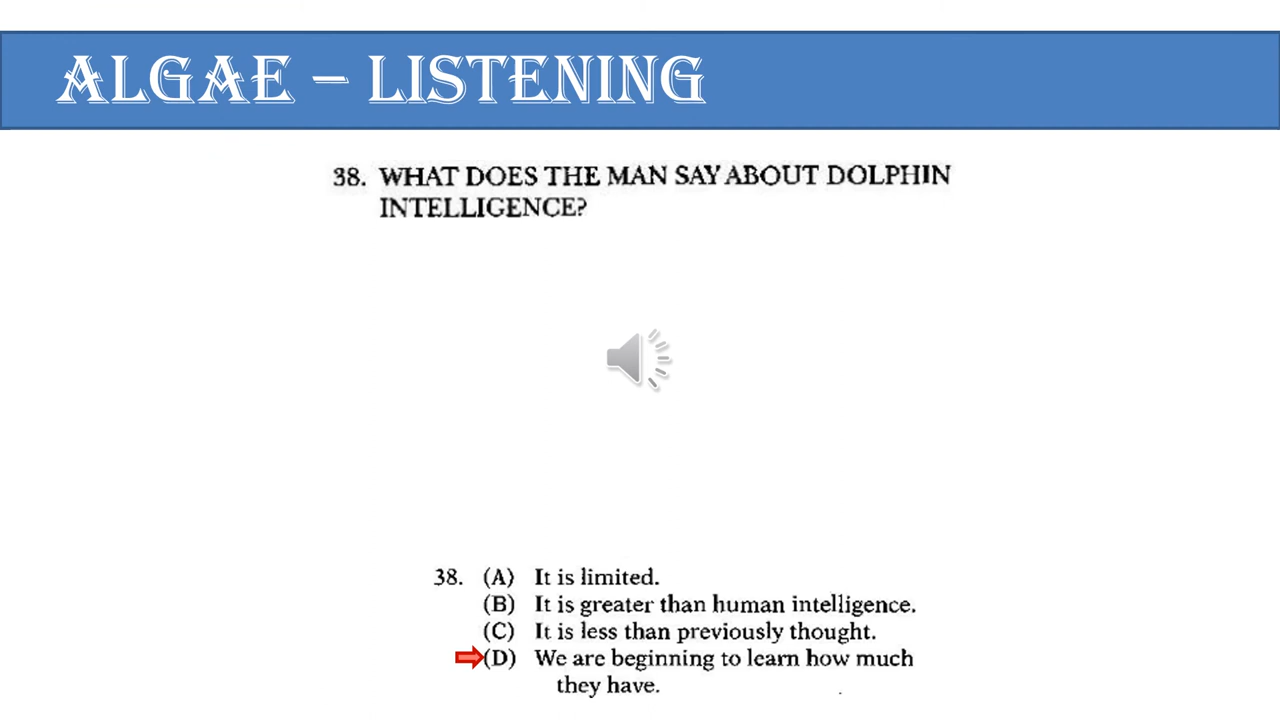 ALGAE – LISTENING
38. WHAT DOES THE MAN SAY ABOUT DOLPHIN
INTELLIGENCE?
38. (A) It is limited.
(B) It is greater than human intelligence.
(C) It is less than previously thought.
(D) We are beginning to learn how much
they have.